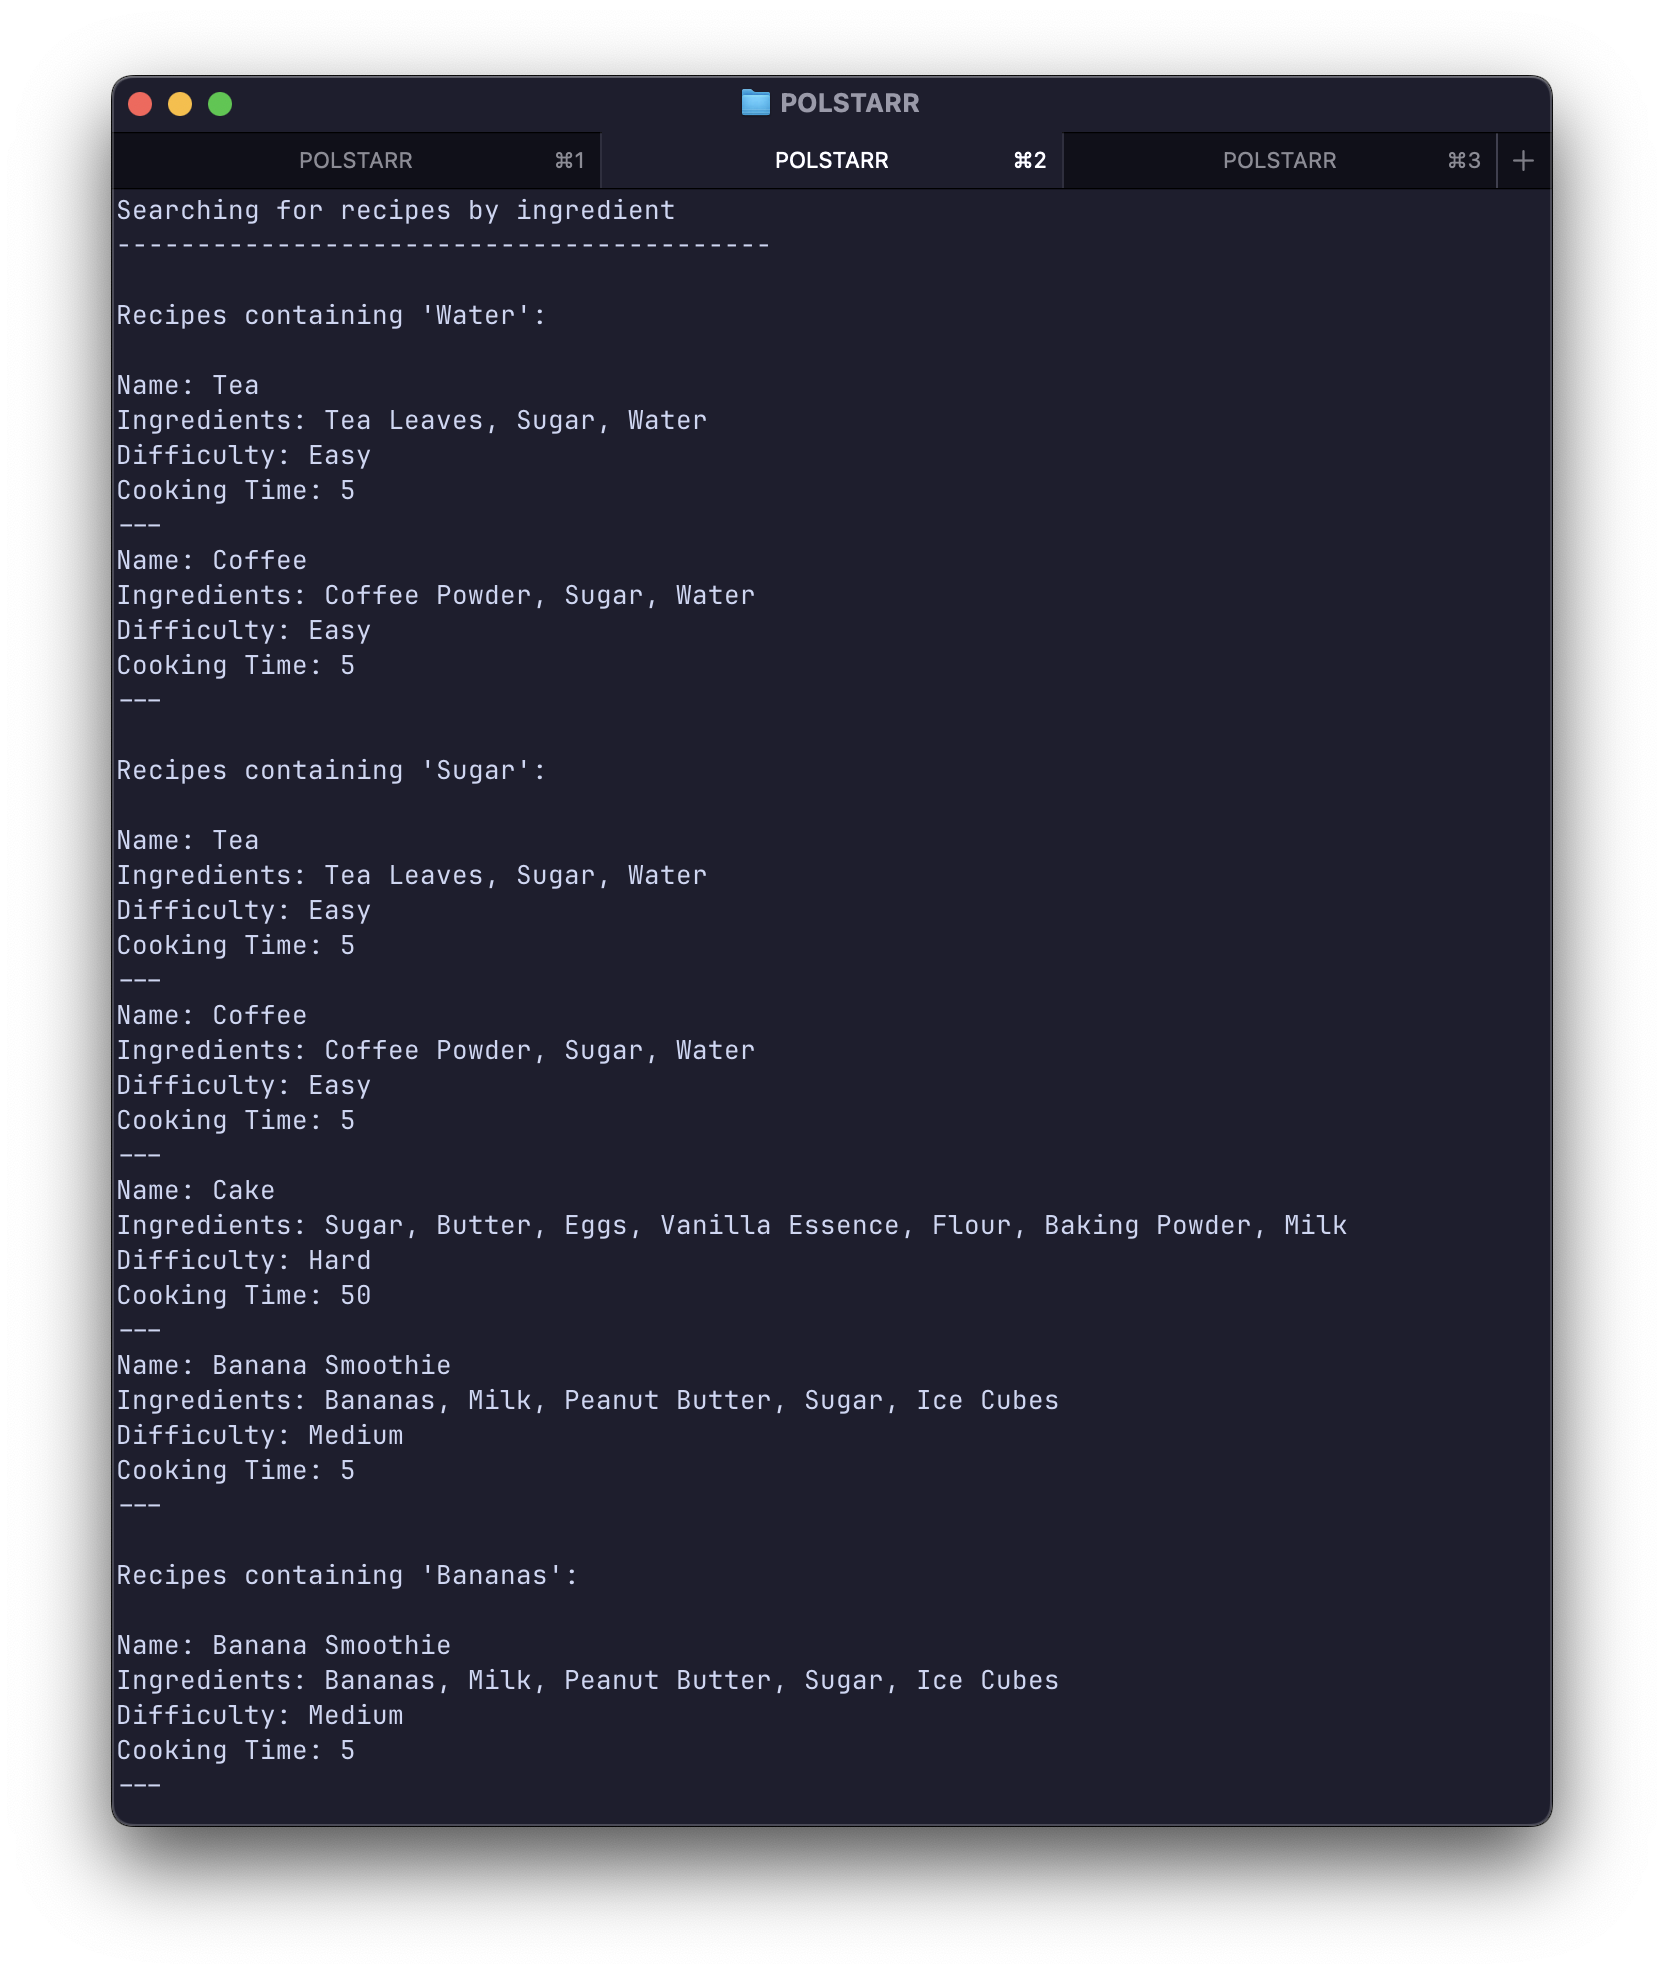 POLSTARR
POLSTARR ⌘1 POLSTARR ⌘2 POLSTARR ⌘3 +
Searching for recipes by ingredient
-----------------------------------------
Recipes containing 'Water':
Name: Tea
Ingredients: Tea Leaves, Sugar, Water
Difficulty: Easy
Cooking Time: 5
---
Name: Coffee
Ingredients: Coffee Powder, Sugar, Water
Difficulty: Easy
Cooking Time: 5
---
Recipes containing 'Sugar':
Name: Tea
Ingredients: Tea Leaves, Sugar, Water
Difficulty: Easy
Cooking Time: 5
---
Name: Coffee
Ingredients: Coffee Powder, Sugar, Water
Difficulty: Easy
Cooking Time: 5
---
Name: Cake
Ingredients: Sugar, Butter, Eggs, Vanilla Essence, Flour, Baking Powder, Milk
Difficulty: Hard
Cooking Time: 50
---
Name: Banana Smoothie
Ingredients: Bananas, Milk, Peanut Butter, Sugar, Ice Cubes
Difficulty: Medium
Cooking Time: 5
---
Recipes containing 'Bananas':
Name: Banana Smoothie
Ingredients: Bananas, Milk, Peanut Butter, Sugar, Ice Cubes
Difficulty: Medium
Cooking Time: 5
---